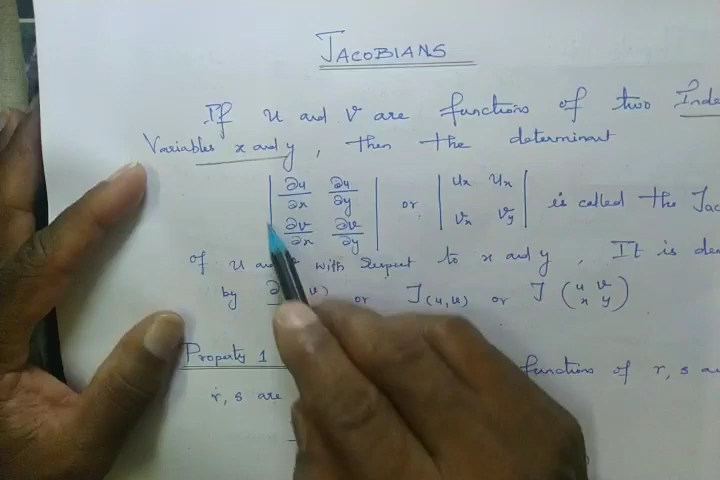 JACOBIANS
If u and v are functions of two Inde
Variables x and y, then the determinant
| ∂u/∂x ∂u/∂y | or | ux ux | is called the Jac
| ∂v/∂x ∂v/∂y | | vx vy |
of u with respect to x and y, It is de
by or J(u,v) or J (u v
x y)
Property 1 functions of r, s a
r, s are